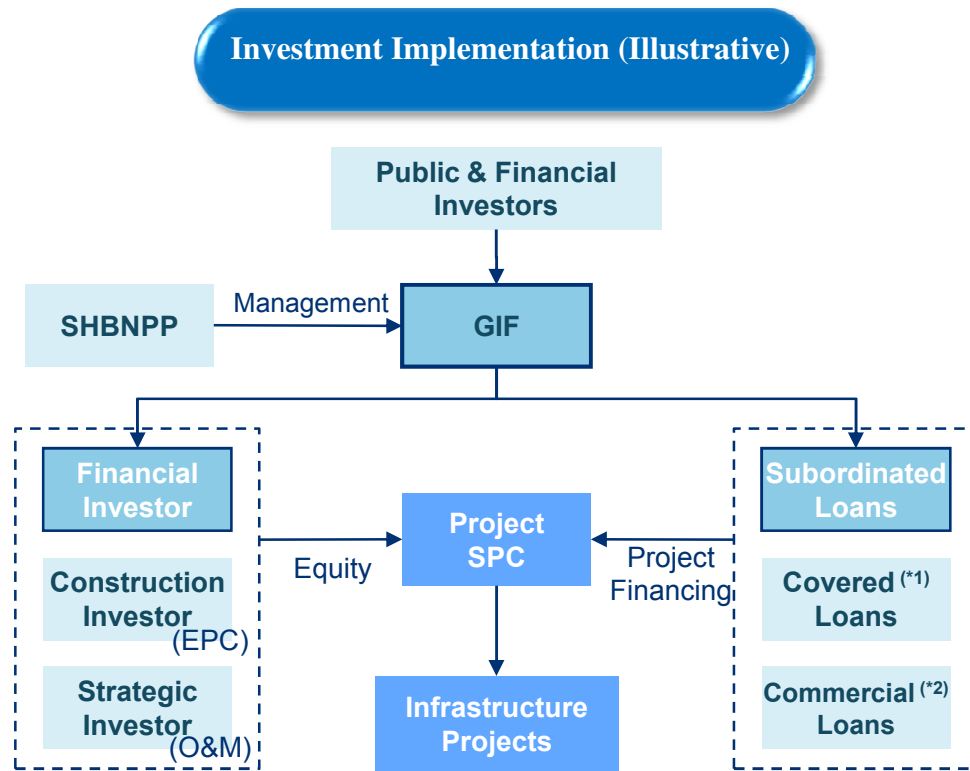 Investment Implementation (Illustrative)
Public & Financial
Investors
Management
SHBNPP
GIF
Financial
Investor
Construction
Investor
(EPC)
Strategic
Investor
(O&M)
Equity
Project
SPC
Infrastructure
Projects
Project
Financing
Subordinated
Loans
Covered (*1)
Loans
Commercial (*2)
Loans